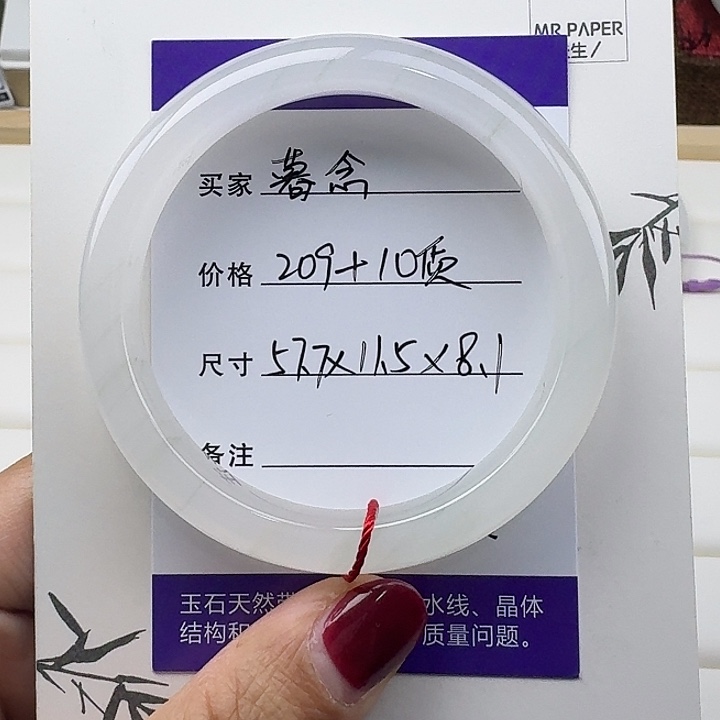 MR.PAPER
生/
买家 暮念
价格 209+10质
尺寸 57.7x11.5x8.1
备注
玉石天然 水线、晶体
结构和 质量问题。